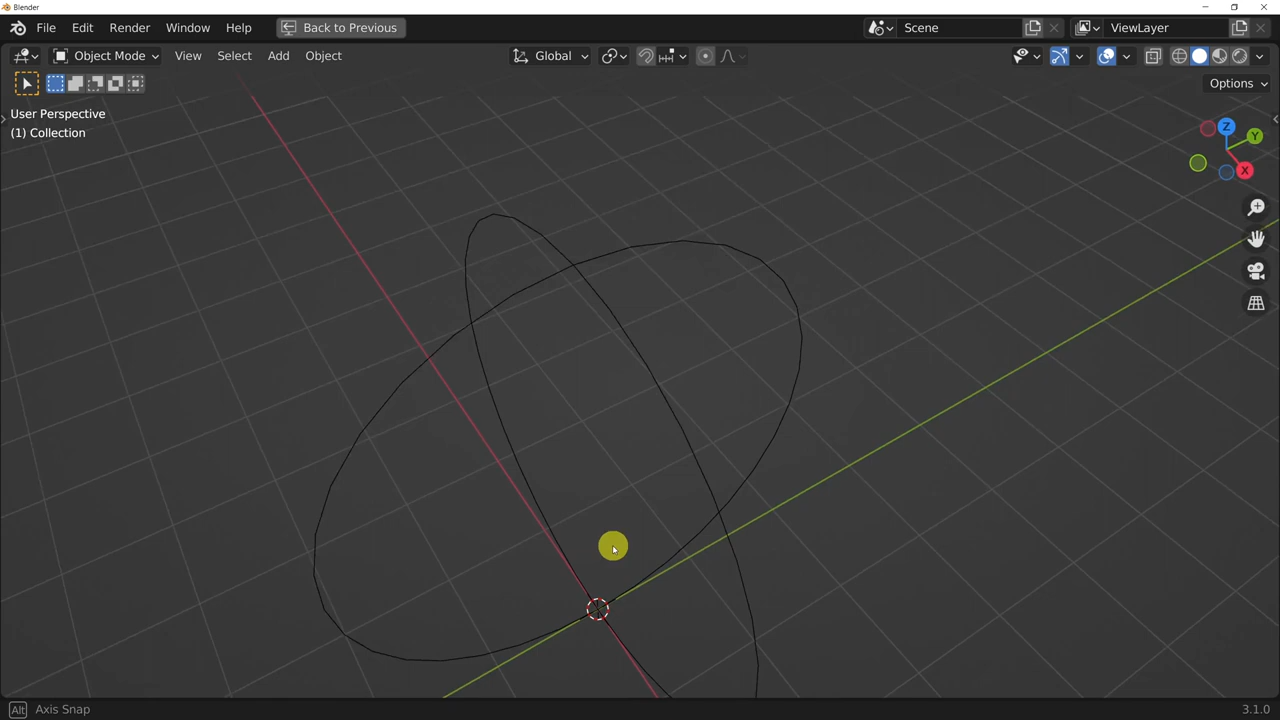 Blender
File Edit Render Window Help Back to Previous Scene ViewLayer
Object Mode View Select Add Object Global
Options
User Perspective
(1) Collection
Z
Y
X
Alt Axis Snap 3.1.0